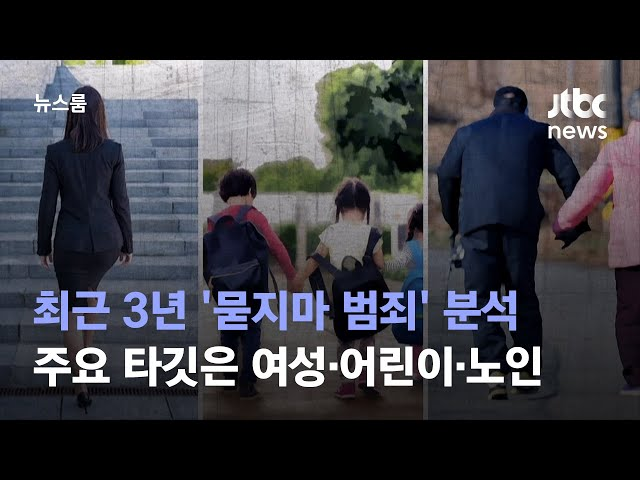 뉴스룸
jtbc
news
최근 3년 '묻지마 범죄' 분석
주요 타깃은 여성·어린이·노인